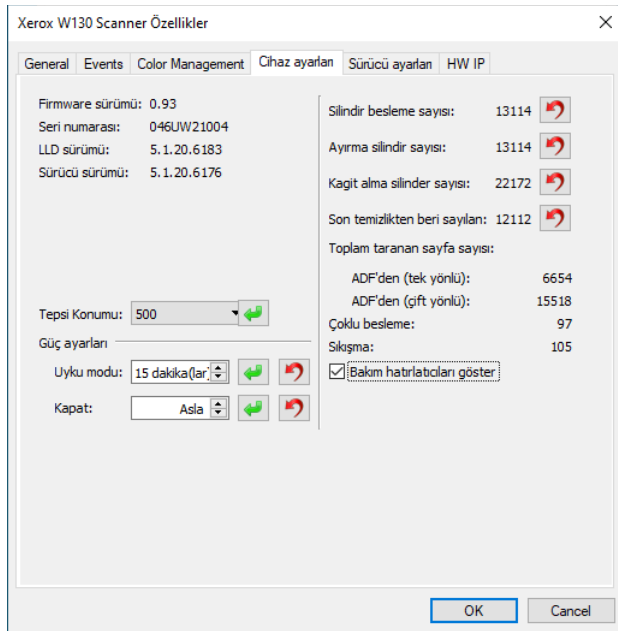 Xerox W130 Scanner Özellikler
General Events Color Management Cihaz ayarları Sürücü ayarları HW IP
Firmware sürümü: 0.93
Seri numarası: 046UW21004
LLD sürümü: 5.1.20.6183
Sürücü sürümü: 5.1.20.6176
Tepsi Konumu: 500
Güç ayarları
Uyku modu: 15 dakika(lar)
Kapat: Asla
Silindir besleme sayısı: 13114
Ayırma silindir sayısı: 13114
Kagit alma silinder sayısı: 22172
Son temizlikten beri sayılan: 12112
Toplam taranan sayfa sayısı:
ADF'den (tek yönlü): 6654
ADF'den (çift yönlü): 15518
Çoklu besleme: 97
Sıkışma: 105
Bakım hatırlatıcıları göster
OK Cancel